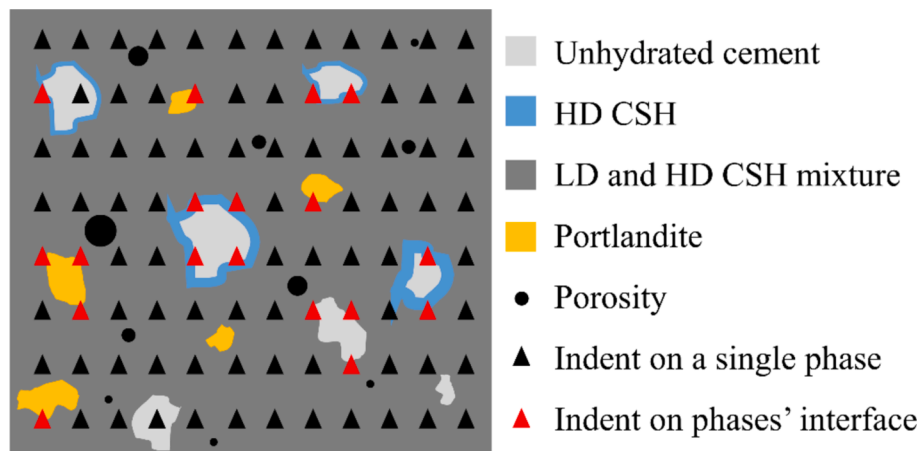 Unhydrated cement
HD CSH
LD and HD CSH mixture
Portlandite
Porosity
Indent on a single phase
Indent on phases’ interface